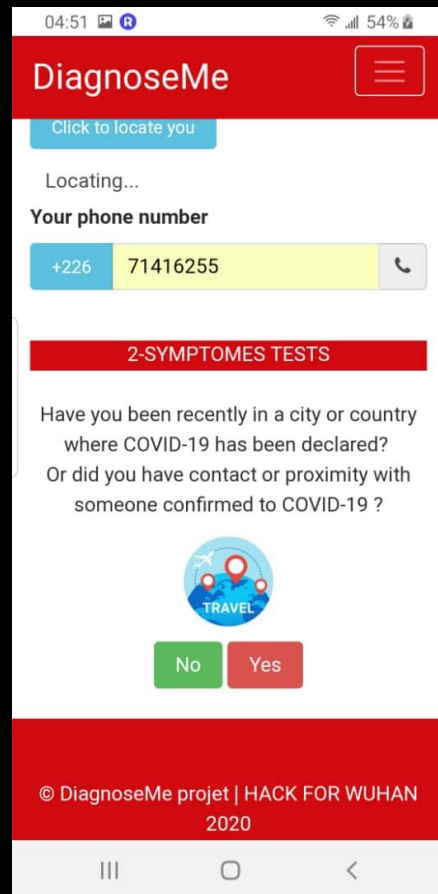 04:51 R 54%
DiagnoseMe
Click to locate you
Locating...
Your phone number
+226 71416255
2-SYMPTOMES TESTS
Have you been recently in a city or country
where COVID-19 has been declared?
Or did you have contact or proximity with
someone confirmed to COVID-19 ?
TRAVEL
No Yes
© DiagnoseMe projet | HACK FOR WUHAN
2020